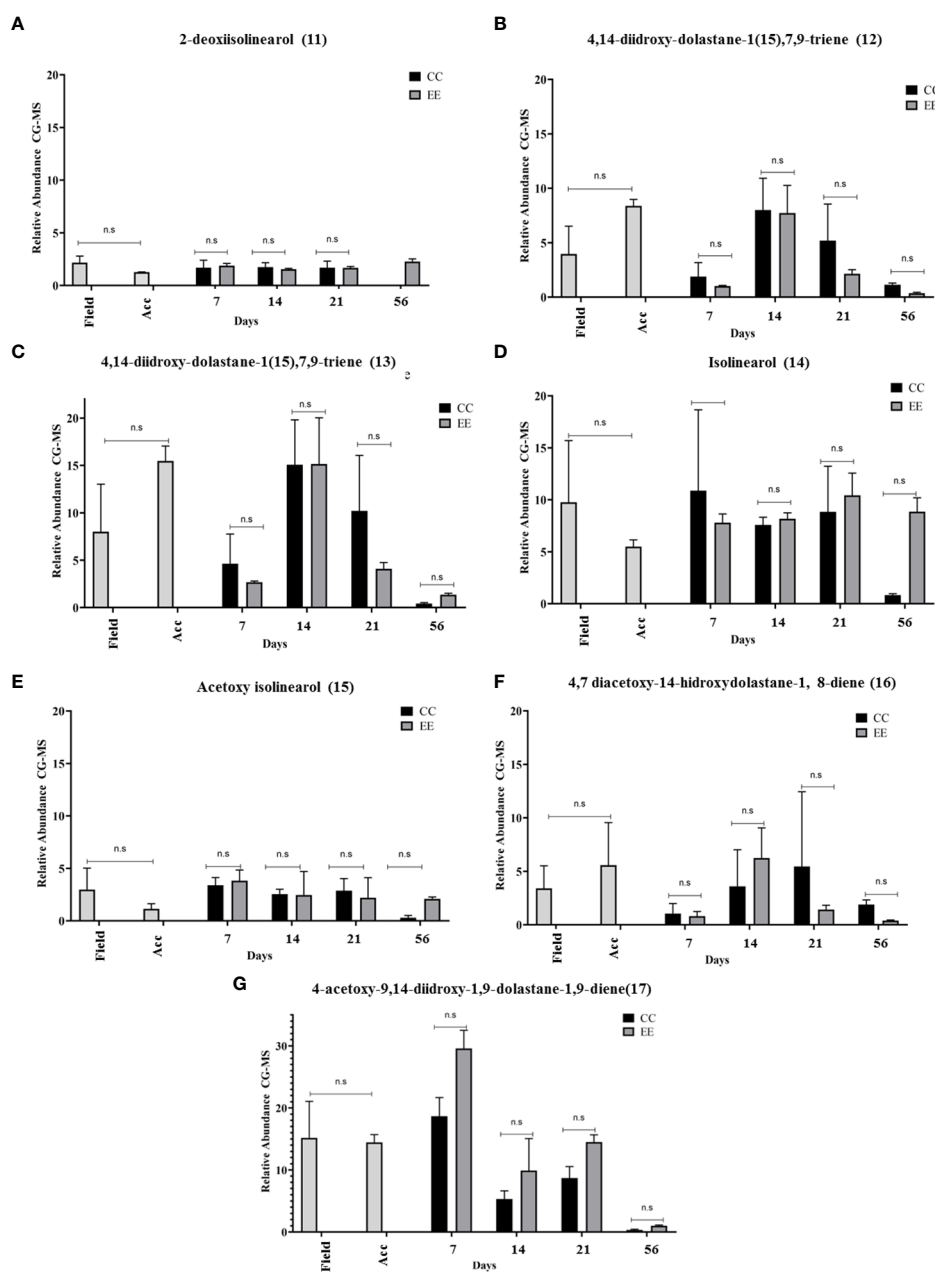 A
2-deoxiisolinearol (11)
Relative Abundance CG-MS
20
15
10
5
0
CC
EE
n.s
n.s
n.s
n.s
Field
Acc
7
14
21
56
Days
B
4,14-diidroxy-dolastane-1(15),7,9-triene (12)
Relative Abundance CG-MS
20
15
10
5
0
CC
EE
n.s
n.s
n.s
n.s
n.s
Field
Acc
7
14
21
56
Days
C
4,14-diidroxy-dolastane-1(15),7,9-triene (13)
Relative Abundance CG-MS
20
15
10
5
0
CC
EE
n.s
n.s
n.s
n.s
n.s
Field
Acc
7
14
21
56
Days
D
Isolinearol (14)
Relative Abundance CG-MS
20
15
10
5
0
CC
EE
n.s
n.s
n.s
n.s
Field
Acc
7
14
21
56
Days
E
Acetoxy isolinearol (15)
Relative Abundance CG-MS
20
15
10
5
0
CC
EE
n.s
n.s
n.s
n.s
n.s
Field
Acc
7
14
21
56
Days
F
4,7 diacetoxy-14-hidroxydolastane-1, 8-diene (16)
Relative Abundance CG-MS
20
15
10
5
0
CC
EE
n.s
n.s
n.s
n.s
n.s
Field
Acc
7
14
21
56
Days
G
4-acetoxy-9,14-diidroxy-1,9-dolastane-1,9-diene(17)
Relative Abundance CG-MS
30
20
10
0
CC
EE
n.s
n.s
n.s
n.s
n.s
Field
Acc
7
14
21
56
Days